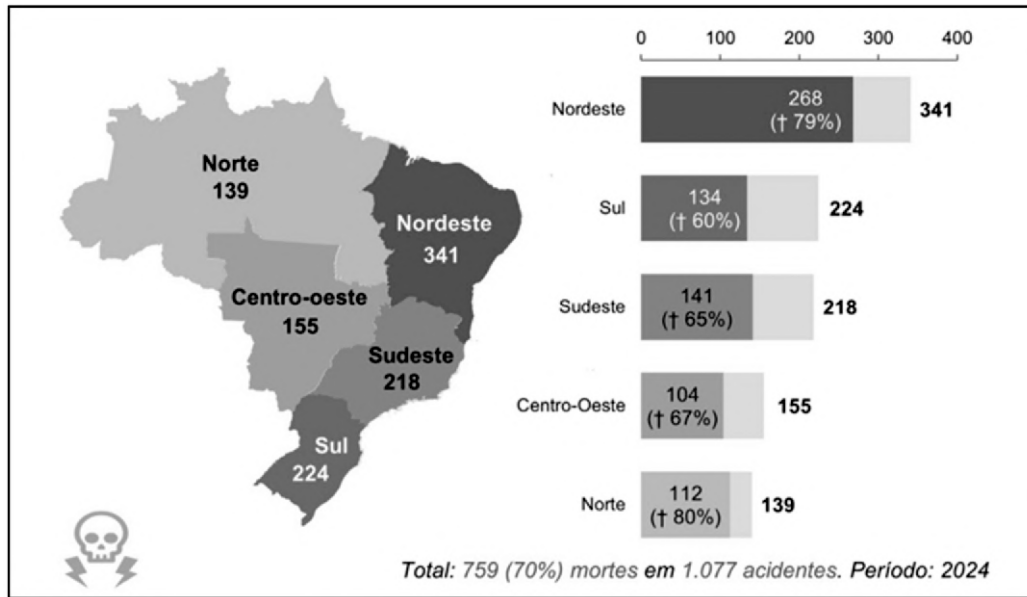 Norte
139
Nordeste
341
Centro-oeste
155
Sudeste
218
Sul
224
0 100 200 300 400
Nordeste 268 341
(† 79%)
Sul 134 224
(† 60%)
Sudeste 141 218
(† 65%)
Centro-Oeste 104 155
(† 67%)
Norte 112 139
(† 80%)
Total: 759 (70%) mortes em 1.077 acidentes. Período: 2024